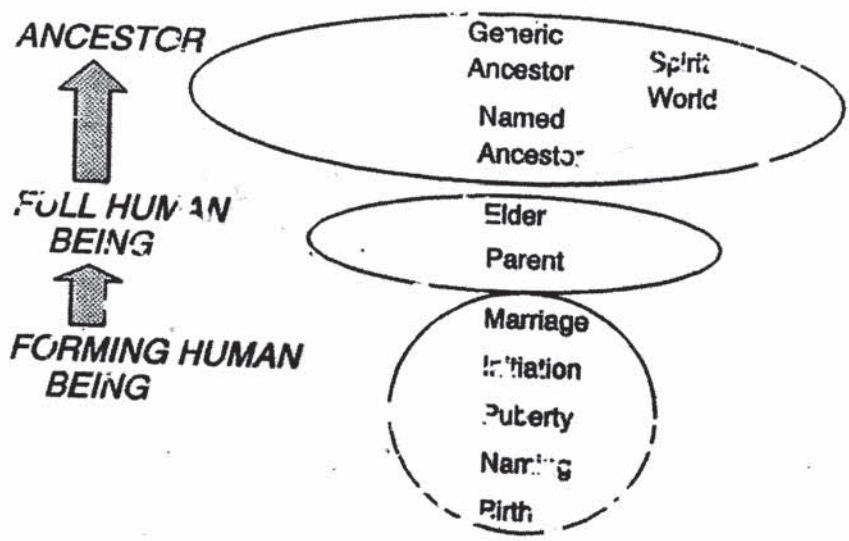 ANCESTOR
FULL HUMAN
BEING
FORMING HUMAN
BEING
Generic
Ancestor
Named
Ancestor
Spirit
World
Elder
Parent
Marriage
Initiation
Puberty
Naming
Birth